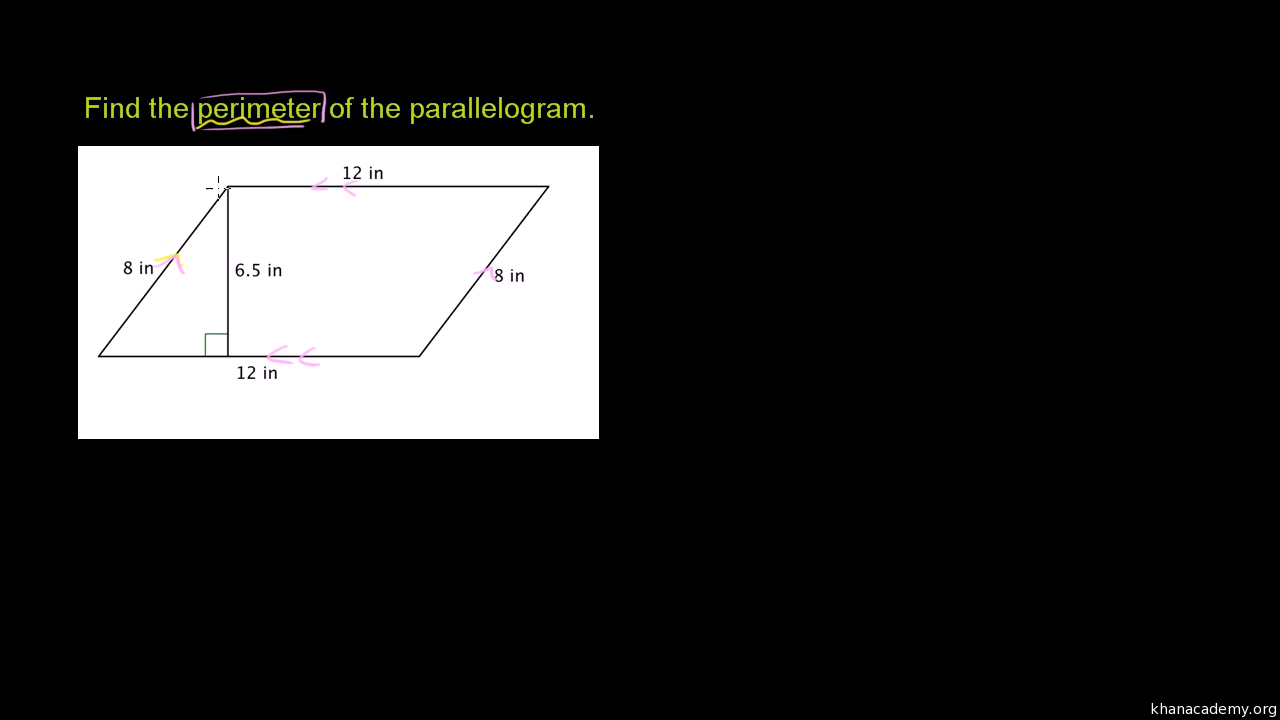 Find the perimeter of the parallelogram.
12 in
8 in
6.5 in
8 in
12 in
khanacademy.org